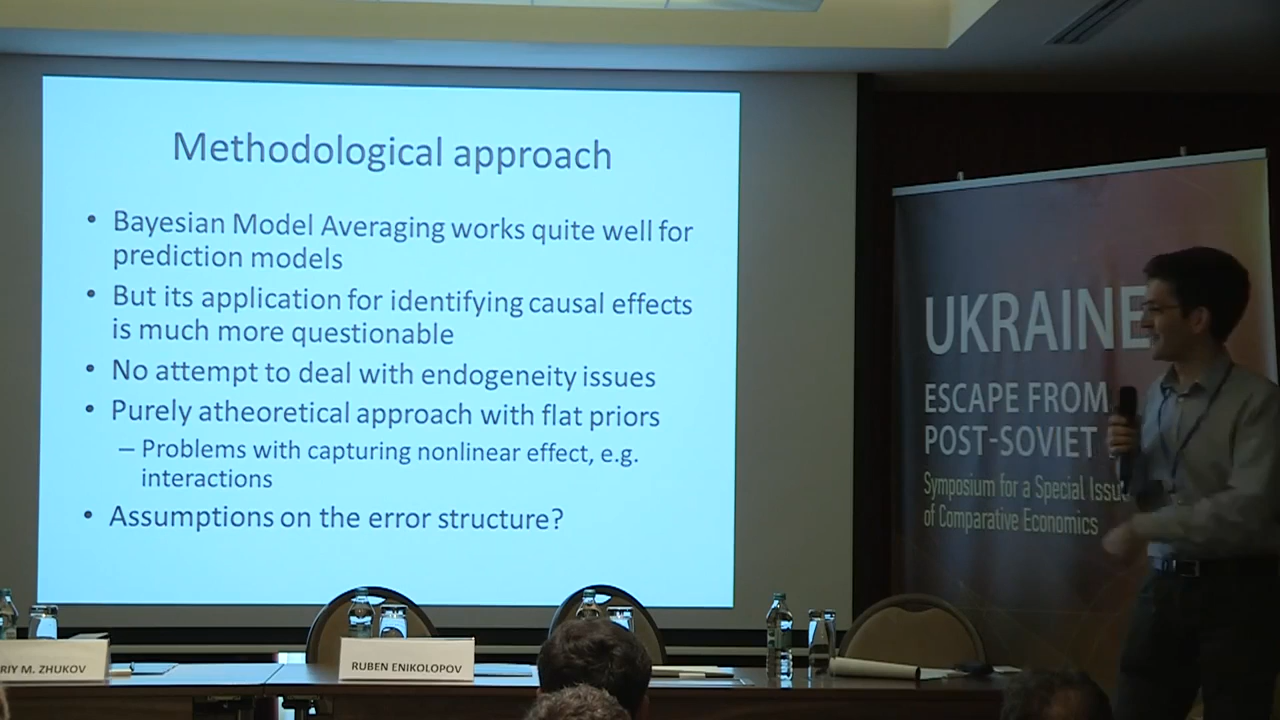 Methodological approach
• Bayesian Model Averaging works quite well for
prediction models
• But its application for identifying causal effects
is much more questionable
• No attempt to deal with endogeneity issues
• Purely atheoretical approach with flat priors
– Problems with capturing nonlinear effect, e.g.
interactions
• Assumptions on the error structure?
UKRAINE
ESCAPE FROM
POST-SOVIET
Symposium for a Special Issue
of Comparative Economics
RIY M. ZHUKOV
RUBEN ENIKOLOPOV